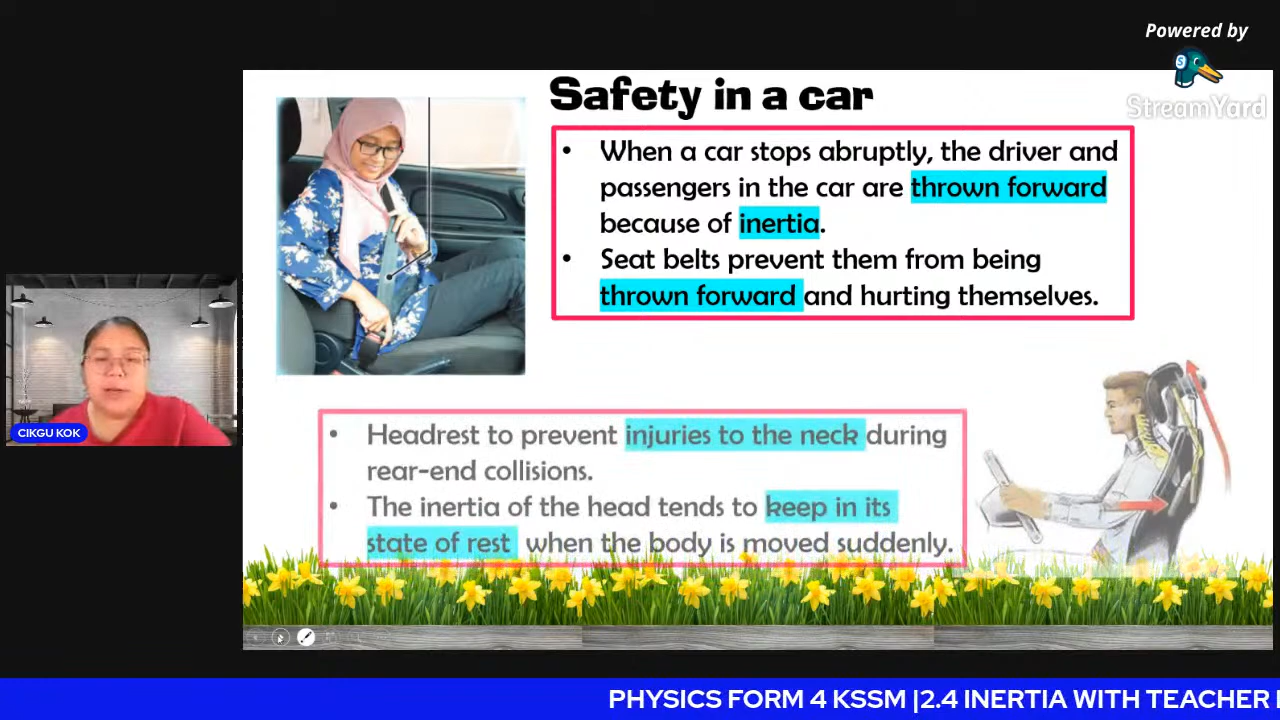 Powered by
StreamYard
Safety in a car
• When a car stops abruptly, the driver and
passengers in the car are thrown forward
because of inertia.
• Seat belts prevent them from being
thrown forward and hurting themselves.
CIKGU KOK
• Headrest to prevent injuries to the neck during
rear-end collisions.
• The inertia of the head tends to keep in its
state of rest when the body is moved suddenly.
PHYSICS FORM 4 KSSM |2.4 INERTIA WITH TEACHER